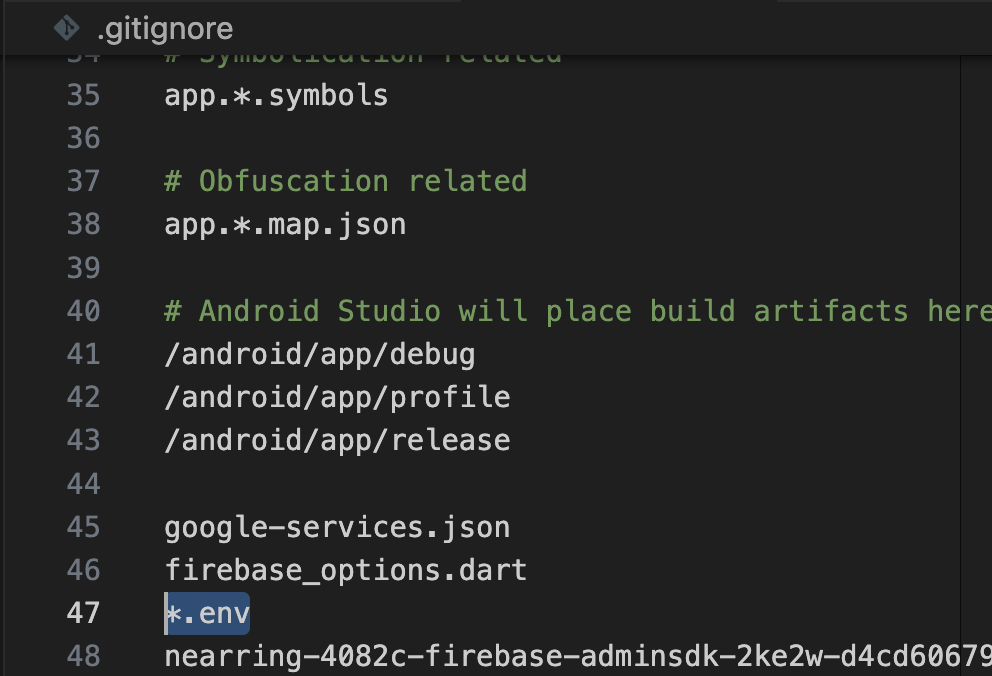 .gitignore
34 # Symbolication related
35 app.*.symbols
36
37 # Obfuscation related
38 app.*.map.json
39
40 # Android Studio will place build artifacts here
41 /android/app/debug
42 /android/app/profile
43 /android/app/release
44
45 google-services.json
46 firebase_options.dart
47 *.env
48 nearring-4082c-firebase-adminsdk-2ke2w-d4cd60679